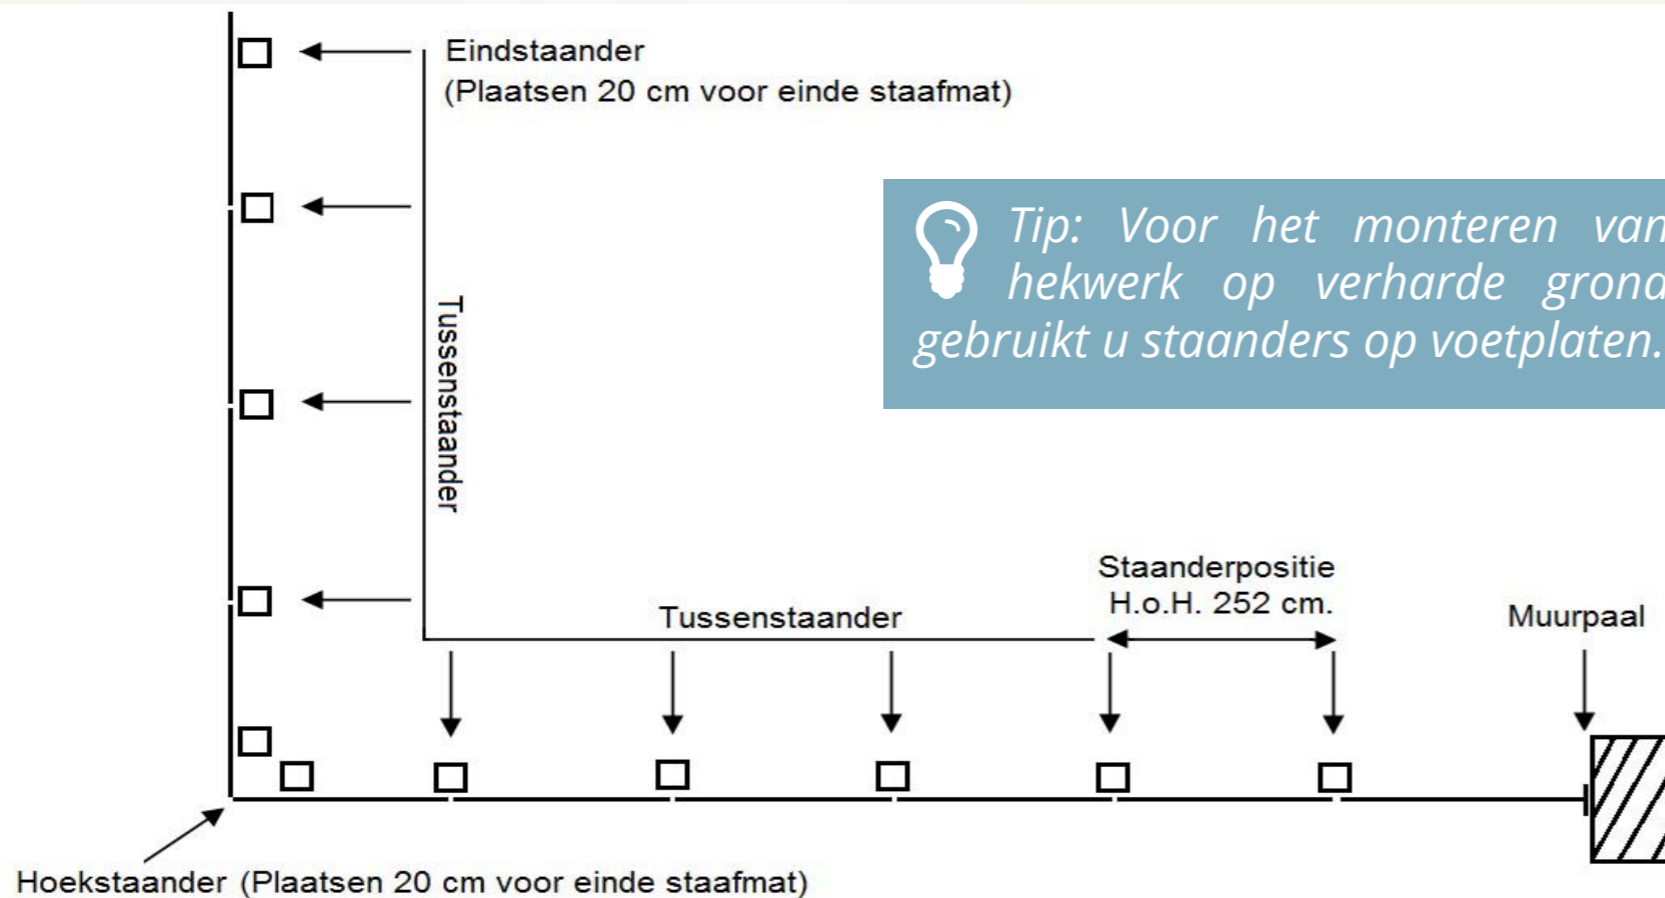 Eindstaander
(Plaatsen 20 cm voor einde staafmat)
Tip: Voor het monteren van
hekwerk op verharde grond
gebruikt u staanders op voetplaten.
Tussenstaander
Staanderpositie
H.o.H. 252 cm.
Tussenstaander
Muurpaal
Hoekstaander (Plaatsen 20 cm voor einde staafmat)